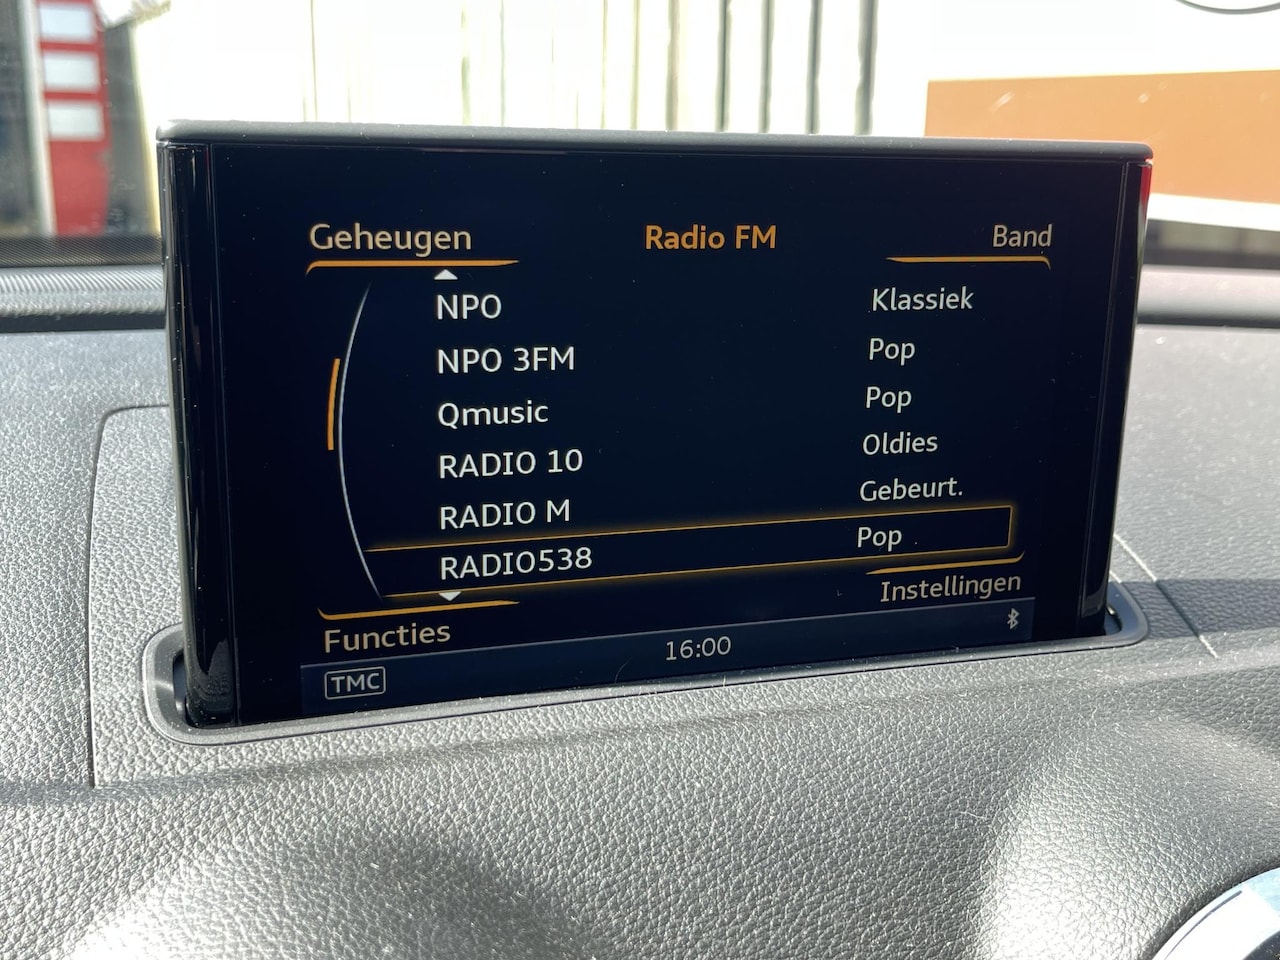 Geheugen Radio FM Band
NPO Klassiek
NPO 3FM Pop
Qmusic Pop
RADIO 10 Oldies
RADIO M Gebeurt.
RADIO538 Pop
Functies Instellingen
TMC 16:00